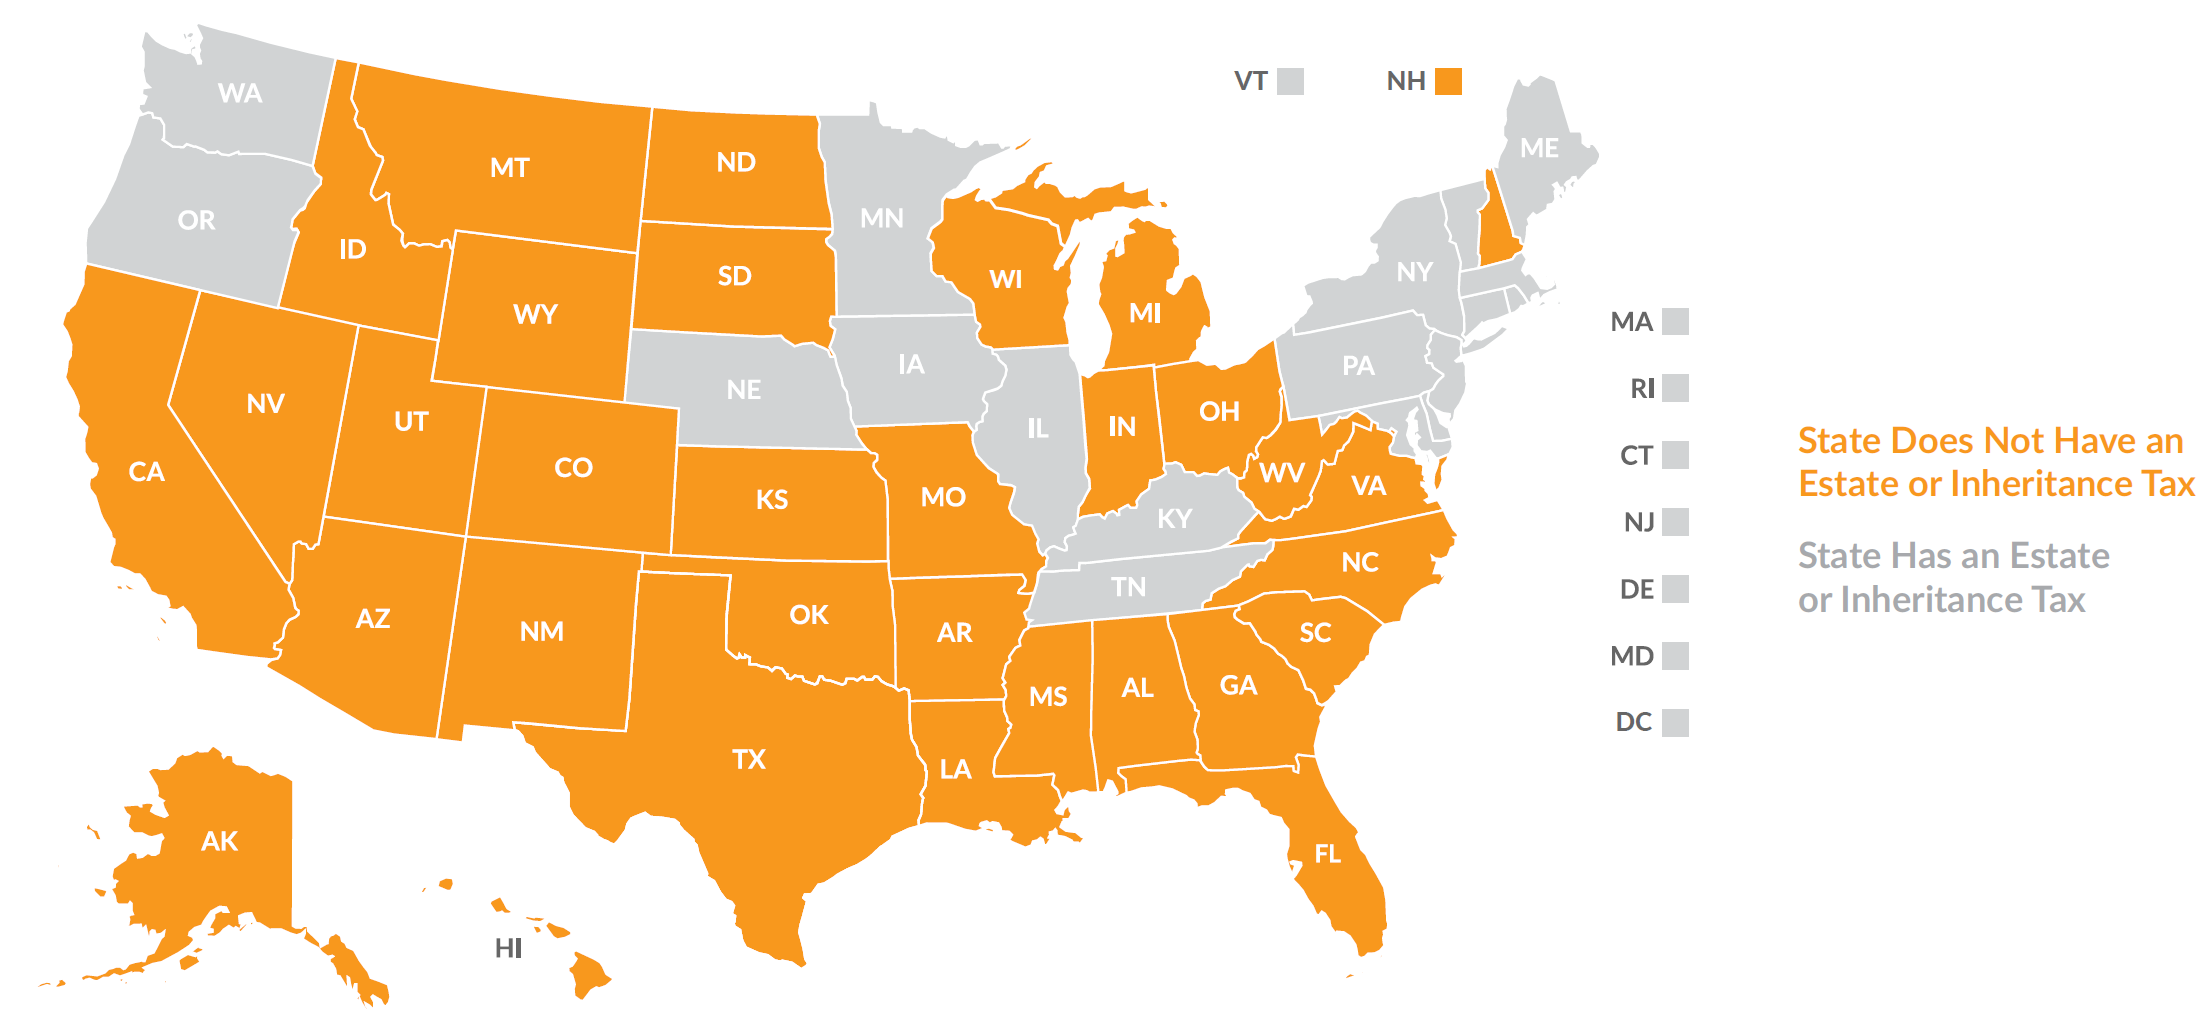 WA
VT
NH
MT
ND
ME
OR
MN
ID
SD
WI
NY
WY
MI
MA
IA
PA
RI
NE
NV
UT
OH
IN
IL
State Does Not Have an
Estate or Inheritance Tax
CT
CO
CA
WV
VA
KS
MO
KY
NJ
NC
State Has an Estate
or Inheritance Tax
TN
DE
AZ
NM
OK
AR
SC
MD
MS
AL
GA
DC
TX
LA
AK
FL
HI